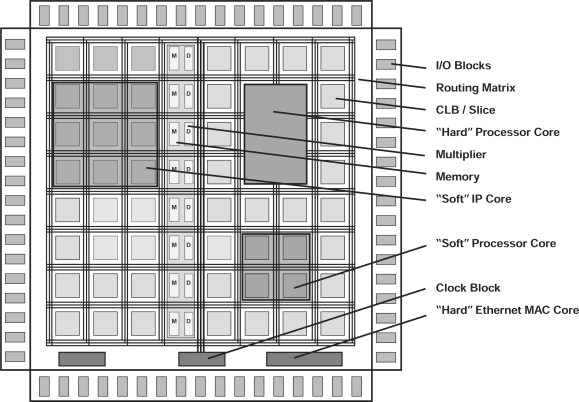 M D
M D
M D
M D
M D
M D
M D
M D
I/O Blocks
Routing Matrix
CLB / Slice
“Hard” Processor Core
Multiplier
Memory
“Soft” IP Core
“Soft” Processor Core
Clock Block
“Hard” Ethernet MAC Core